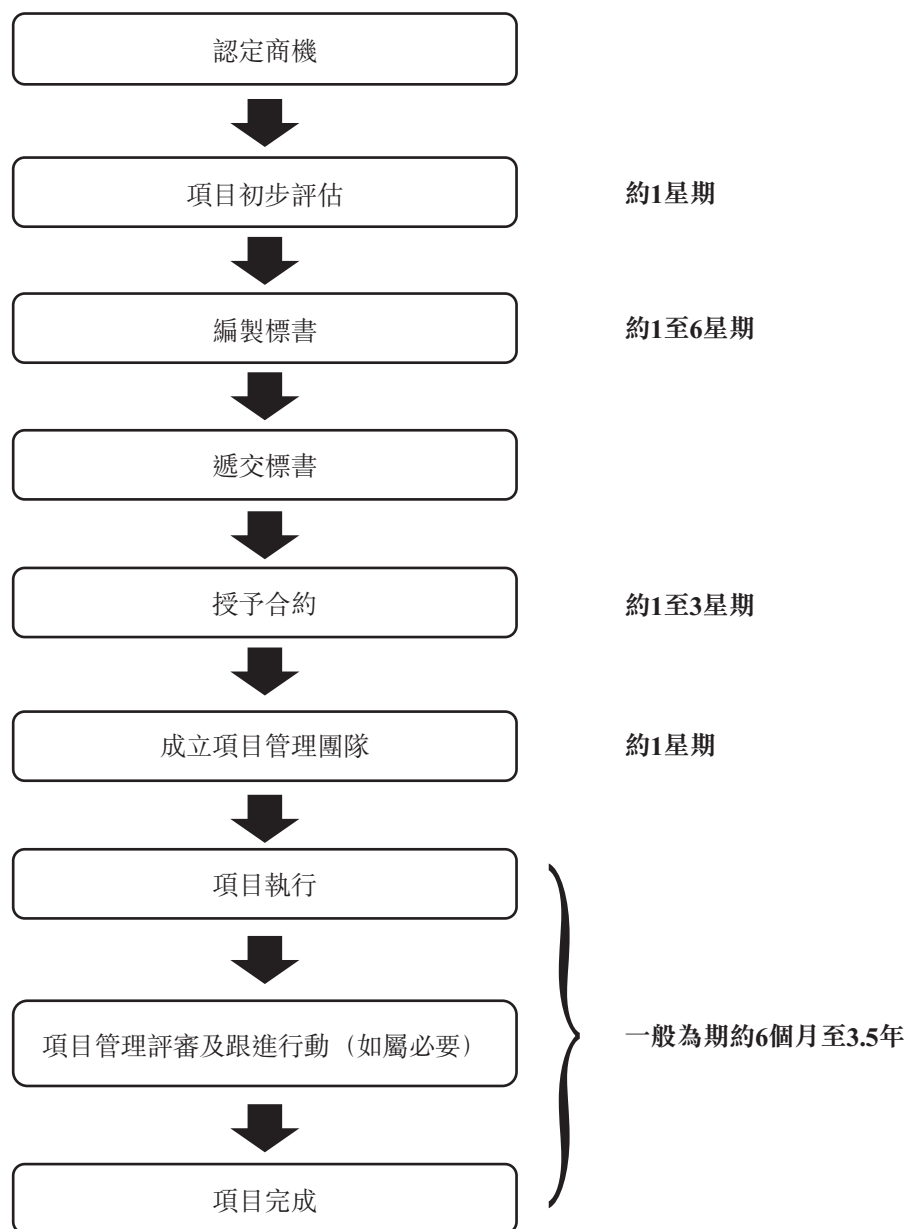 認定商機
項目初步評估
約1星期
編製標書
約1至6星期
遞交標書
授予合約
約1至3星期
成立項目管理團隊
約1星期
項目執行
項目管理評審及跟進行動（如屬必要）
一般為期約6個月至3.5年
項目完成